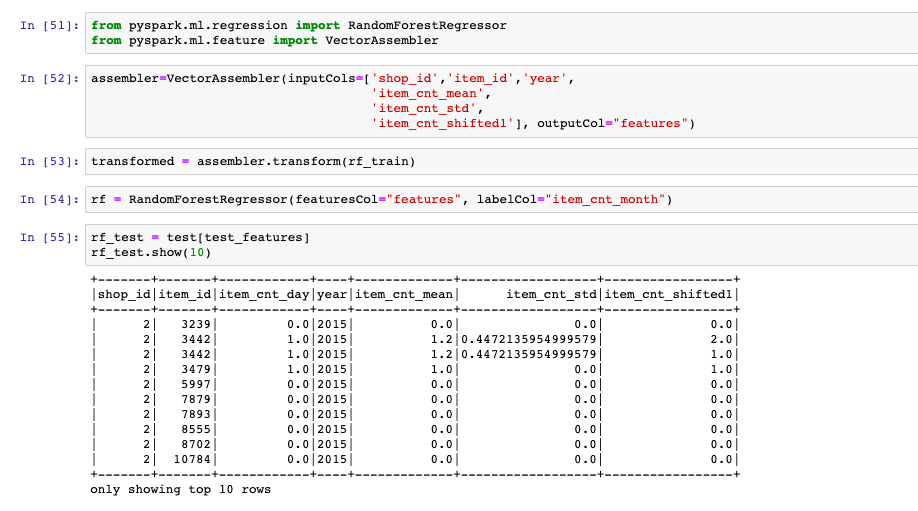 In [51]: from pyspark.ml.regression import RandomForestRegressor
from pyspark.ml.feature import VectorAssembler
In [52]: assembler=VectorAssembler(inputCols=['shop_id','item_id','year',
'item_cnt_mean',
'item_cnt_std',
'item_cnt_shifted1'], outputCol="features")
In [53]: transformed = assembler.transform(rf_train)
In [54]: rf = RandomForestRegressor(featuresCol="features", labelCol="item_cnt_month")
In [55]: rf_test = test[test_features]
rf_test.show(10)
+-------+-------+------------+----+-------------+------------------+-----------------+
|shop_id|item_id|item_cnt_day|year|item_cnt_mean|      item_cnt_std|item_cnt_shifted1|
+-------+-------+------------+----+-------------+------------------+-----------------+
|      2|   3239|         0.0|2015|          0.0|               0.0|              0.0|
|      2|   3442|         1.0|2015|          1.2|0.4472135954999579|              2.0|
|      2|   3442|         1.0|2015|          1.2|0.4472135954999579|              1.0|
|      2|   3479|         1.0|2015|          1.0|               0.0|              1.0|
|      2|   5997|         0.0|2015|          0.0|               0.0|              0.0|
|      2|   7879|         0.0|2015|          0.0|               0.0|              0.0|
|      2|   7893|         0.0|2015|          0.0|               0.0|              0.0|
|      2|   8555|         0.0|2015|          0.0|               0.0|              0.0|
|      2|   8702|         0.0|2015|          0.0|               0.0|              0.0|
|      2|  10784|         0.0|2015|          0.0|               0.0|              0.0|
+-------+-------+------------+----+-------------+------------------+-----------------+
only showing top 10 rows